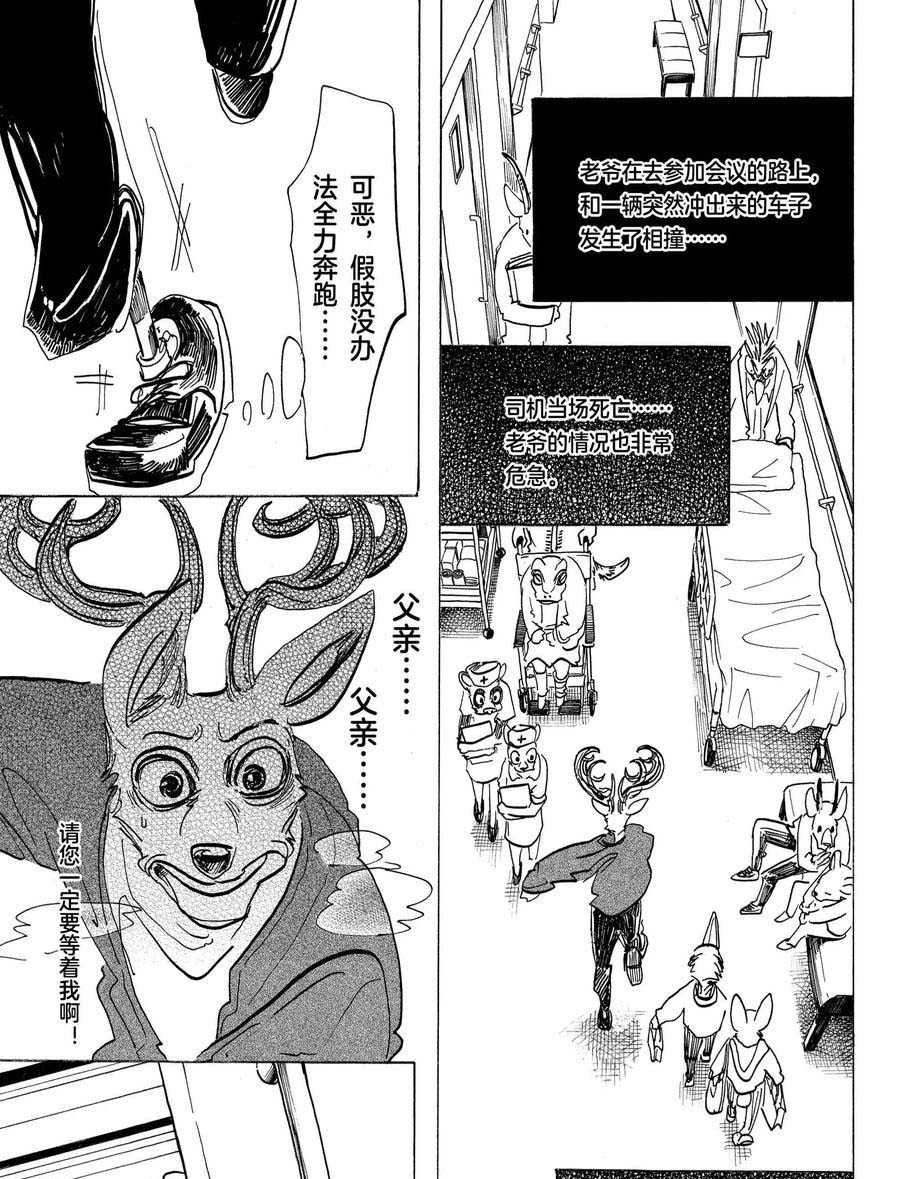 老爷在去参加会议的路上，
和一辆突然冲出来的车子
发生了相撞……
司机当场死亡……
老爷的情况也非常
危急。
可恶，假肢没办
法全力奔跑……
父亲……
父亲……
请您一定要等着我啊！